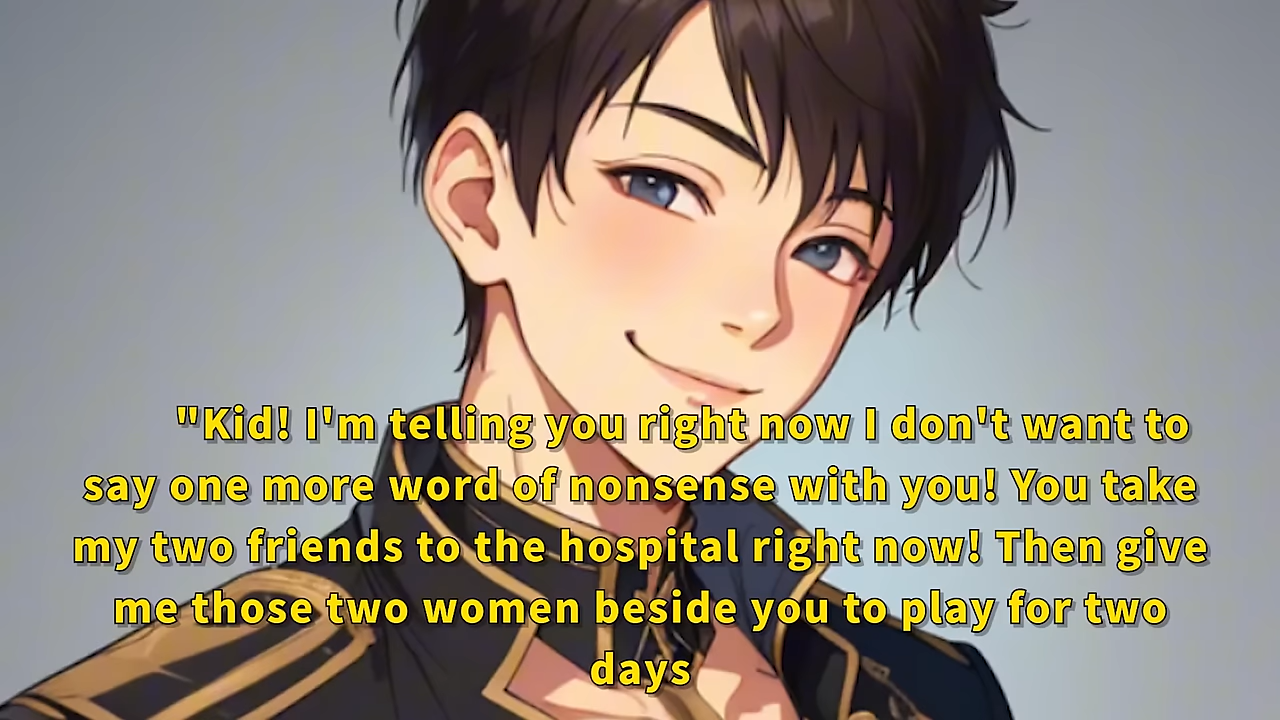 "Kid! I'm telling you right now I don't want to
say one more word of nonsense with you! You take
my two friends to the hospital right now! Then give
me those two women beside you to play for two
days